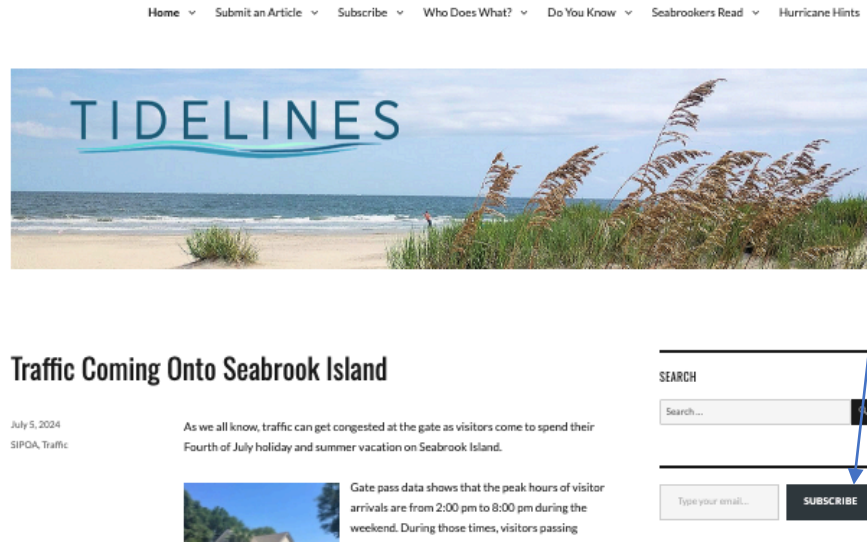 Home Submit an Article Subscribe Who Does What? Do You Know Seabrookers Read Hurricane Hints
TIDELINES
Traffic Coming Onto Seabrook Island
July 5, 2024
SIPOA, Traffic
As we all know, traffic can get congested at the gate as visitors come to spend their
Fourth of July holiday and summer vacation on Seabrook Island.
Gate pass data shows that the peak hours of visitor
arrivals are from 2:00 pm to 8:00 pm during the
weekend. During those times, visitors passing
SEARCH
Search ...
Type your email...
SUBSCRIBE